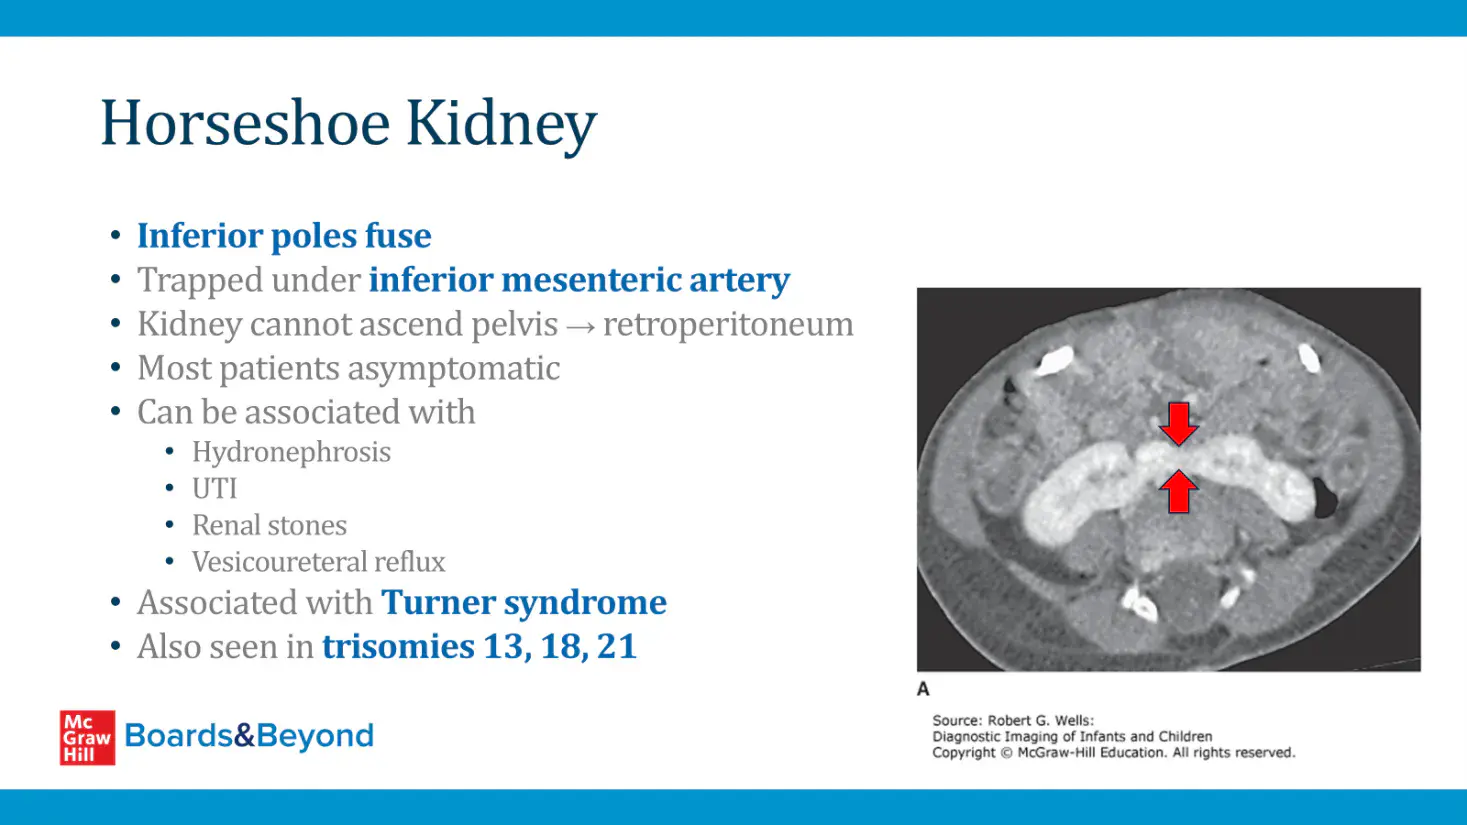 Horseshoe Kidney
• Inferior poles fuse
• Trapped under inferior mesenteric artery
• Kidney cannot ascend pelvis → retroperitoneum
• Most patients asymptomatic
• Can be associated with
• Hydronephrosis
• UTI
• Renal stones
• Vesicoureteral reflux
• Associated with Turner syndrome
• Also seen in trisomies 13, 18, 21
A
Source: Robert G. Wells:
Diagnostic Imaging of Infants and Children
Copyright © McGraw-Hill Education. All rights reserved.
Mc
Graw
Hill
Boards&Beyond